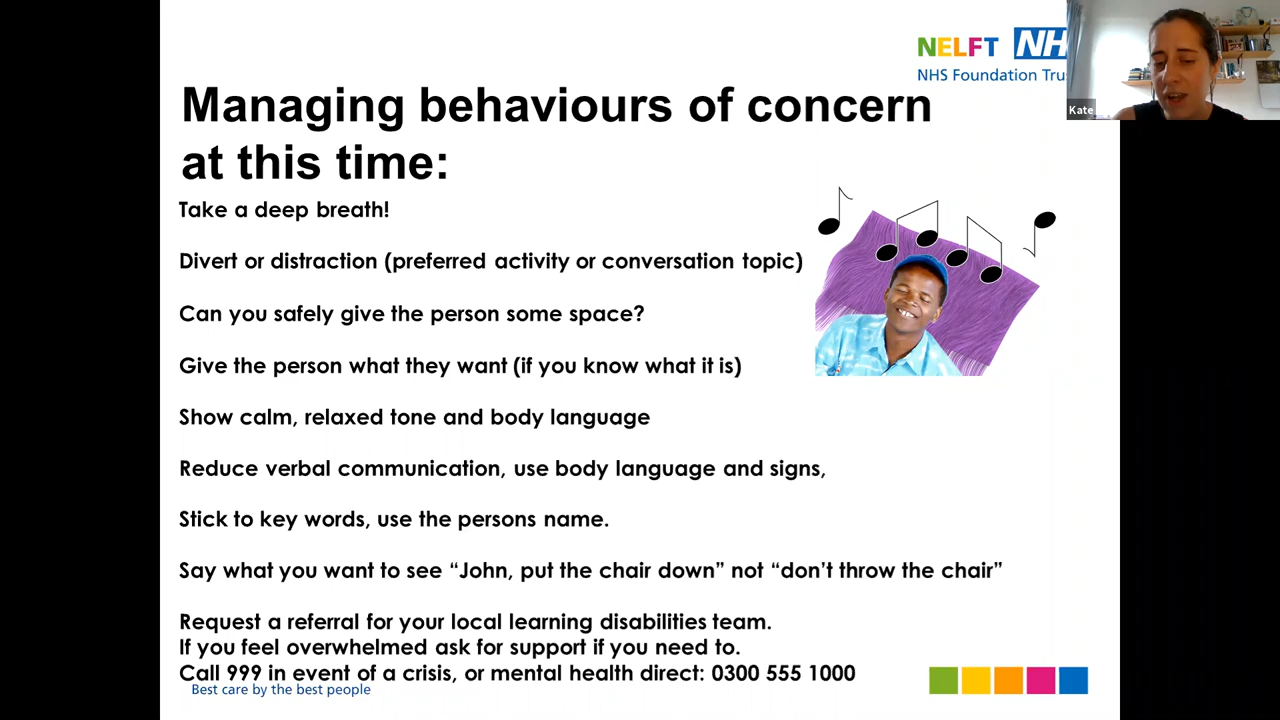 NELFT NH
NHS Foundation Tru
Kate
Managing behaviours of concern
at this time:
Take a deep breath!
Divert or distraction (preferred activity or conversation topic)
Can you safely give the person some space?
Give the person what they want (if you know what it is)
Show calm, relaxed tone and body language
Reduce verbal communication, use body language and signs,
Stick to key words, use the persons name.
Say what you want to see “John, put the chair down” not “don’t throw the chair”
Request a referral for your local learning disabilities team.
If you feel overwhelmed ask for support if you need to.
Call 999 in event of a crisis, or mental health direct: 0300 555 1000
Best care by the best people